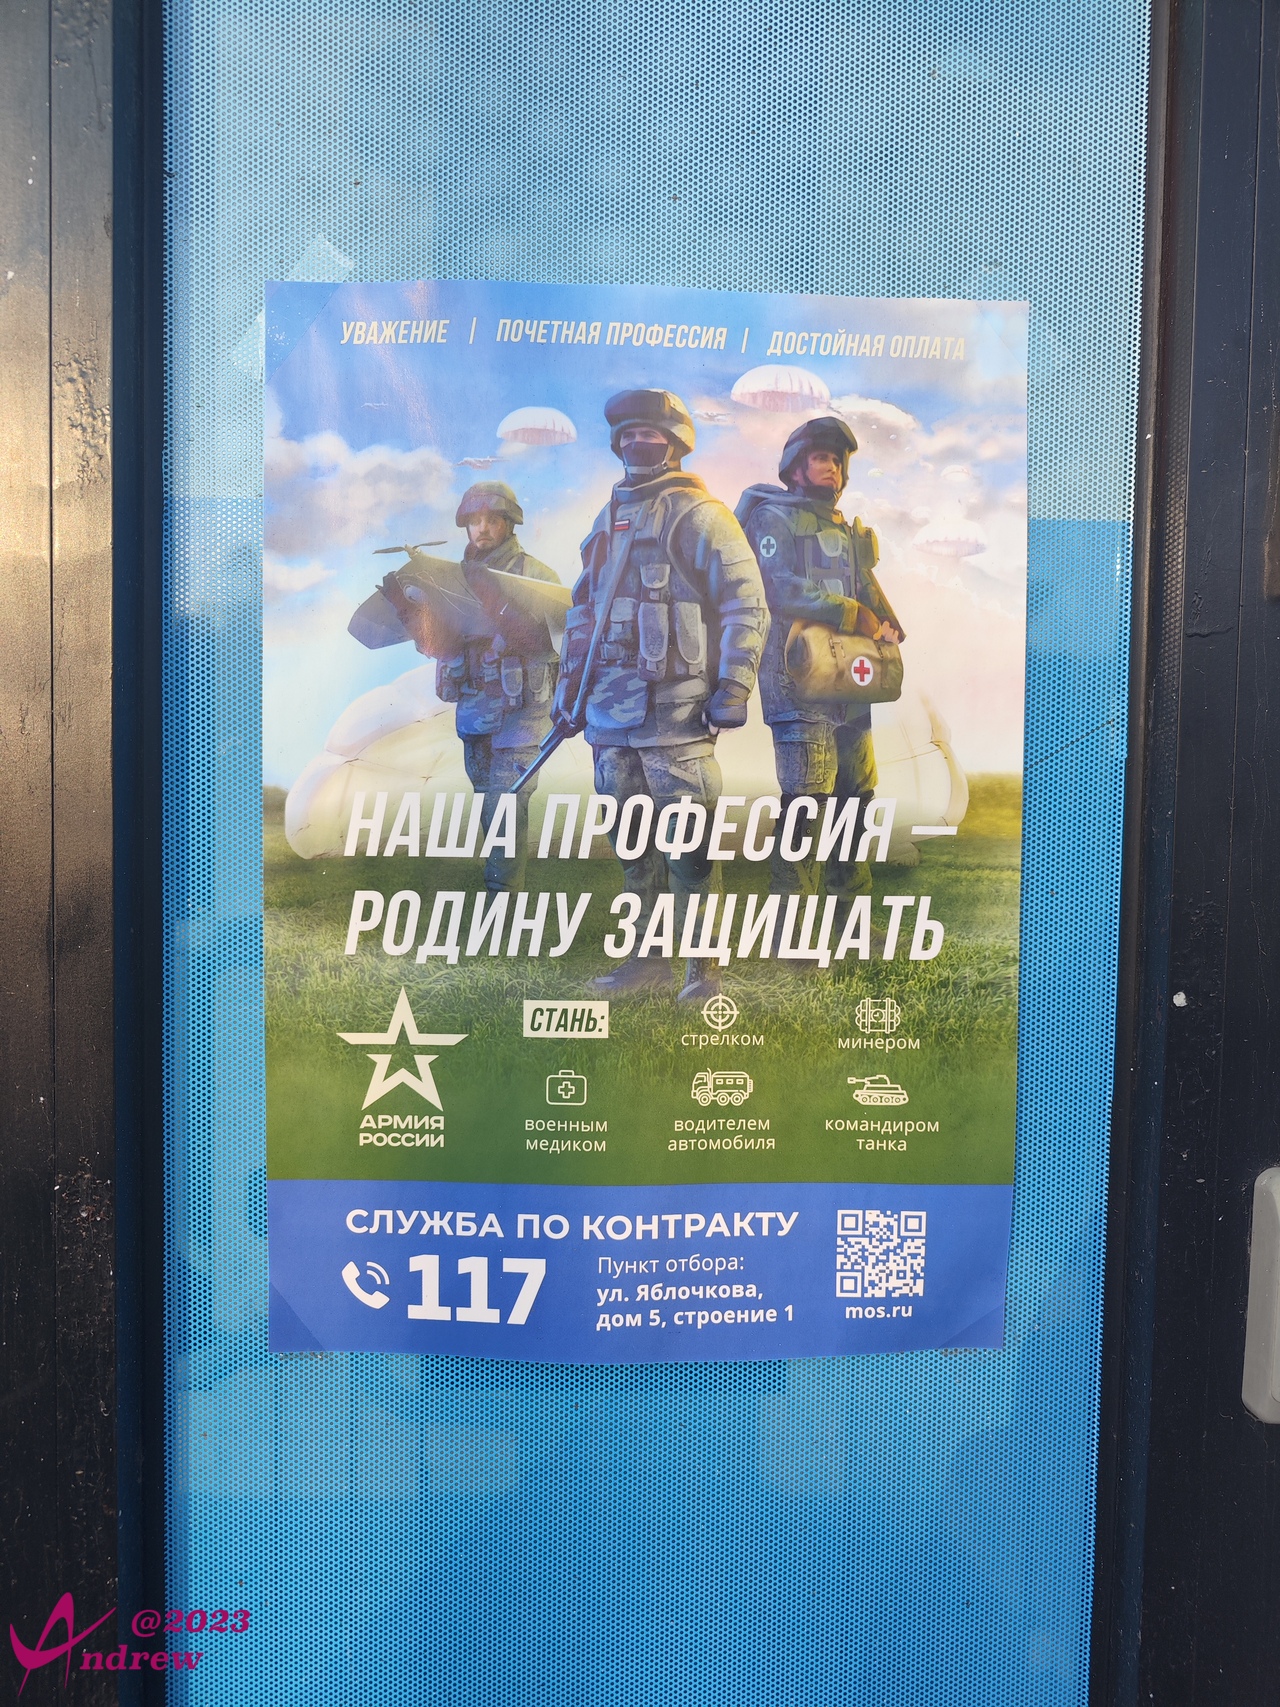 УВАЖЕНИЕ | ПОЧЕТНАЯ ПРОФЕССИЯ | ДОСТОЙНАЯ ОПЛАТА
НАША ПРОФЕССИЯ –
РОДИНУ ЗАЩИЩАТЬ
АРМИЯ
РОССИИ
СТАНЬ:
стрелком
минёром
военным
медиком
водителем
автомобиля
командиром
танка
СЛУЖБА ПО КОНТРАКТУ
117
Пункт отбора:
ул. Яблочкова,
дом 5, строение 1
mos.ru
@2023
Andrew